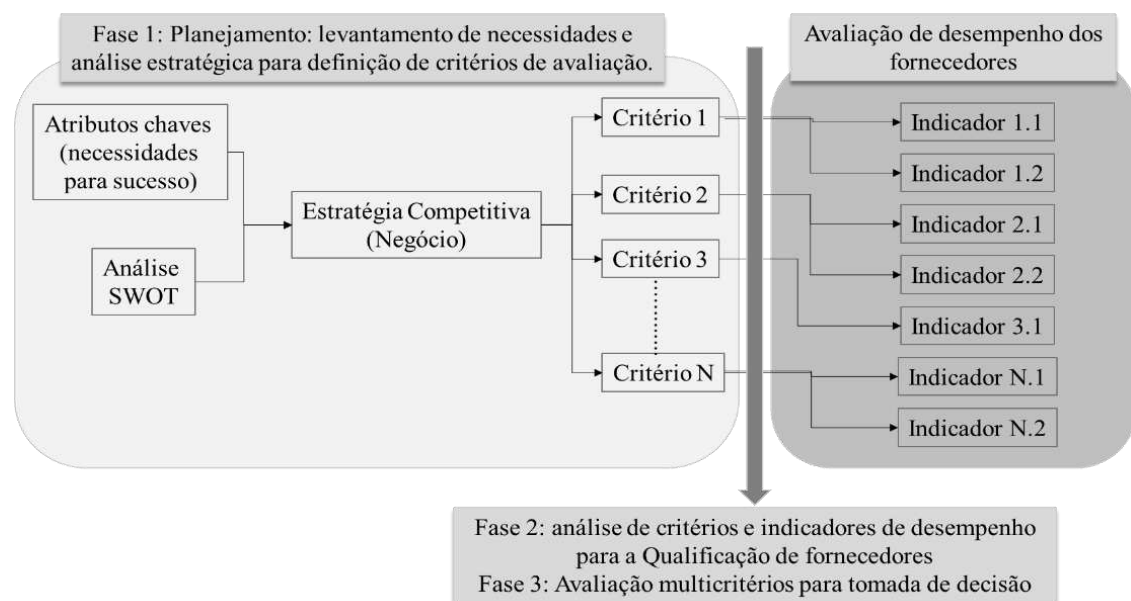 Fase 1: Planejamento: levantamento de necessidades e
análise estratégica para definição de critérios de avaliação.
Avaliação de desempenho dos
fornecedores
Atributos chaves
(necessidades
para sucesso)
Análise
SWOT
Estratégia Competitiva
(Negócio)
Critério 1
Critério 2
Critério 3
Critério N
Indicador 1.1
Indicador 1.2
Indicador 2.1
Indicador 2.2
Indicador 3.1
Indicador N.1
Indicador N.2
Fase 2: análise de critérios e indicadores de desempenho
para a Qualificação de fornecedores
Fase 3: Avaliação multicritérios para tomada de decisão